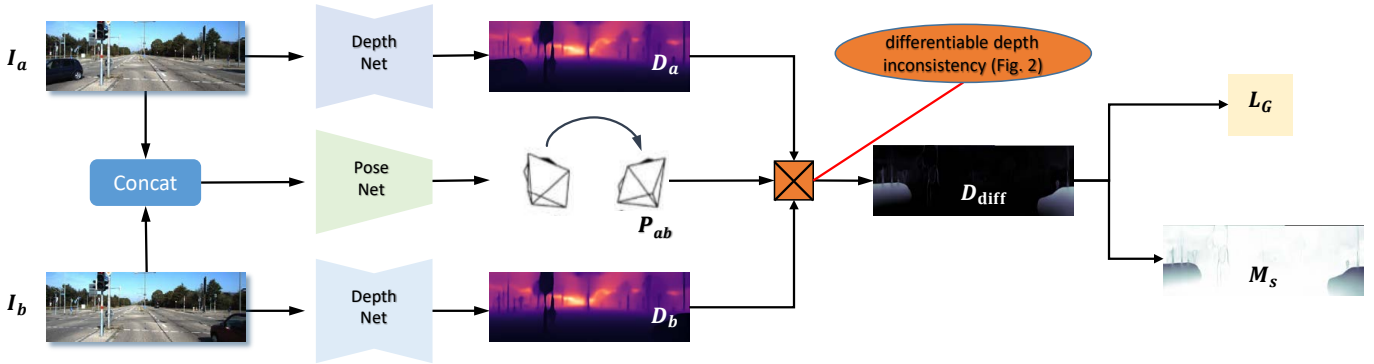 I_a
Depth
Net
D_a
differentiable depth
inconsistency (Fig. 2)
L_G
Concat
Pose
Net
P_ab
D_diff
M_s
I_b
Depth
Net
D_b